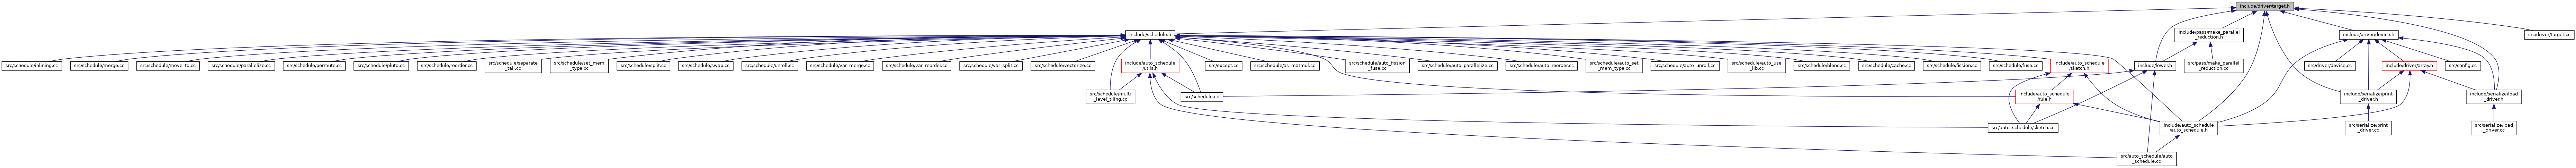 include/driver/target.h
include/schedule.h
include/pass/make_parallel
_reduction.h
include/driver/device.h
src/driver/target.cc
src/schedule/inlining.cc
src/schedule/merge.cc
src/schedule/move_to.cc
src/schedule/parallelize.cc
src/schedule/permute.cc
src/schedule/pluto.cc
src/schedule/reorder.cc
src/schedule/separate
_tail.cc
src/schedule/set_mem
_type.cc
src/schedule/split.cc
src/schedule/swap.cc
src/schedule/unroll.cc
src/schedule/var_merge.cc
src/schedule/var_reorder.cc
src/schedule/var_split.cc
src/schedule/vectorize.cc
include/auto_schedule
/utils.h
src/except.cc
src/schedule/as_matmul.cc
src/schedule/auto_fission
_fuse.cc
src/schedule/auto_parallelize.cc
src/schedule/auto_reorder.cc
src/schedule/auto_set
_mem_type.cc
src/schedule/auto_unroll.cc
src/schedule/auto_use
_lib.cc
src/schedule/blend.cc
src/schedule/cache.cc
src/schedule/fission.cc
src/schedule/fuse.cc
include/auto_schedule
/sketch.h
include/lower.h
src/pass/make_parallel
_reduction.cc
src/driver/device.cc
include/driver/array.h
src/config.cc
src/schedule/multi
_level_tiling.cc
src/schedule.cc
include/auto_schedule
/rule.h
include/serialize/print
_driver.h
include/serialize/load
_driver.h
src/auto_schedule/sketch.cc
include/auto_schedule
/auto_schedule.h
src/serialize/print
_driver.cc
src/serialize/load
_driver.cc
src/auto_schedule/auto
_schedule.cc